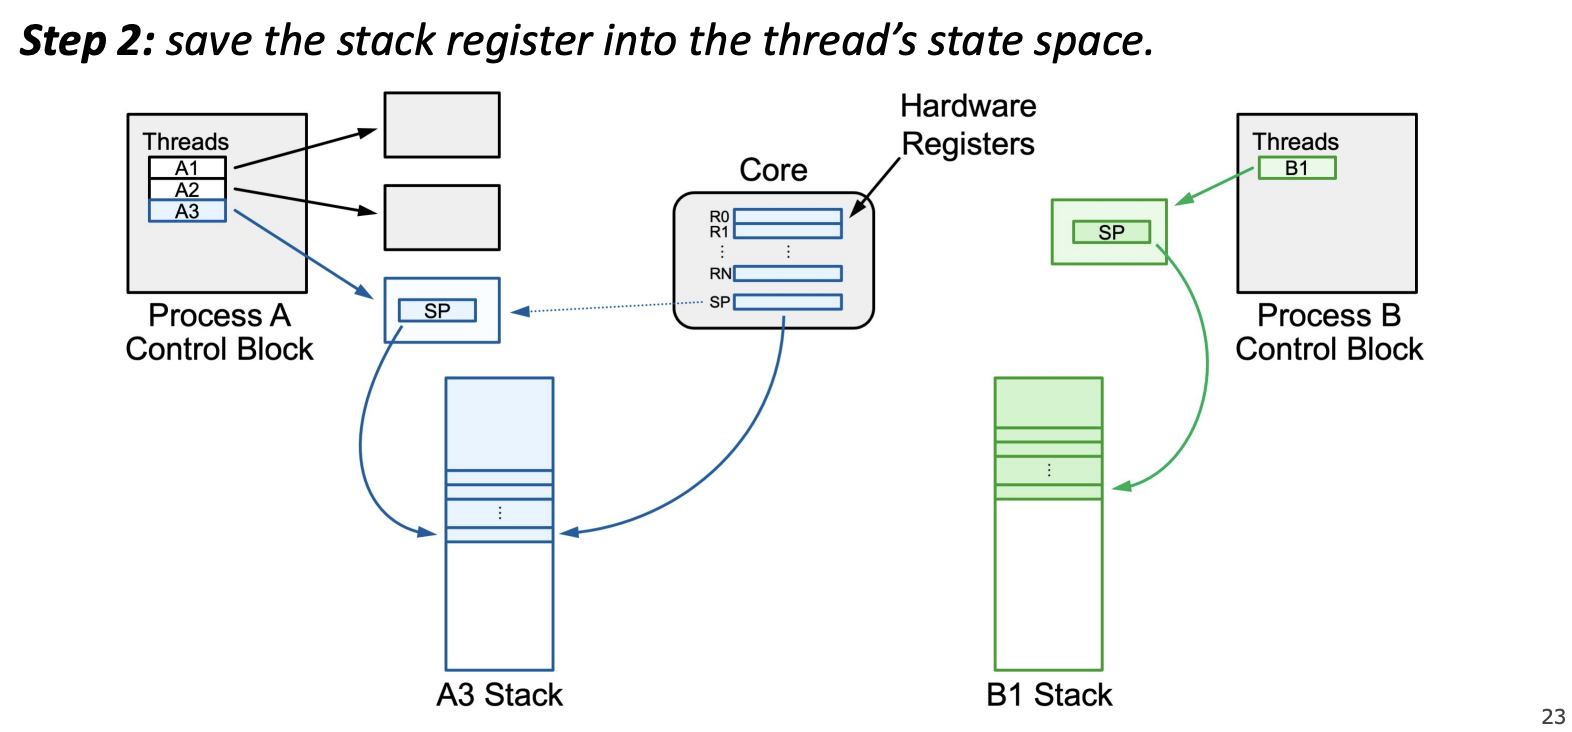 Step 2: save the stack register into the thread’s state space.
Threads
A1
A2
A3
Process A
Control Block
SP
Core
Hardware
Registers
R0
R1
⋮
⋮
RN
SP
⋮
A3 Stack
SP
Threads
B1
Process B
Control Block
⋮
B1 Stack
23